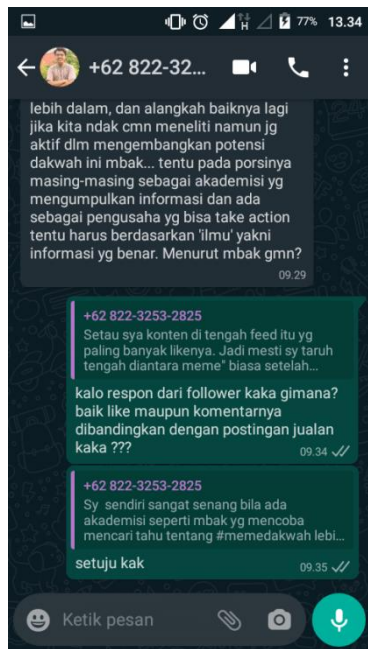 77% 13.34
+62 822-32...
lebih dalam, dan alangkah baiknya lagi
jika kita ndak cmn meneliti namun jg
aktif dlm mengembangkan potensi
dakwah ini mbak... tentu pada porsinya
masing-masing sebagai akademisi yg
mengumpulkan informasi dan ada
sebagai pengusaha yg bisa take action
tentu harus berdasarkan 'ilmu' yakni
informasi yg benar. Menurut mbak gmn?
09.29
+62 822-3253-2825
Setau sya konten di tengah feed itu yg
paling banyak likenya. Jadi mesti sy taruh
tengah diantara meme" biasa setelah...
kalo respon dari follower kaka gimana?
baik like maupun komentarnya
dibandingkan dengan postingan jualan
kaka ???
09.34
+62 822-3253-2825
Sy sendiri sangat senang bila ada
akademisi seperti mbak yg mencoba
mencari tahu tentang #memedakwah lebi...
setuju kak
09.35
Ketik pesan